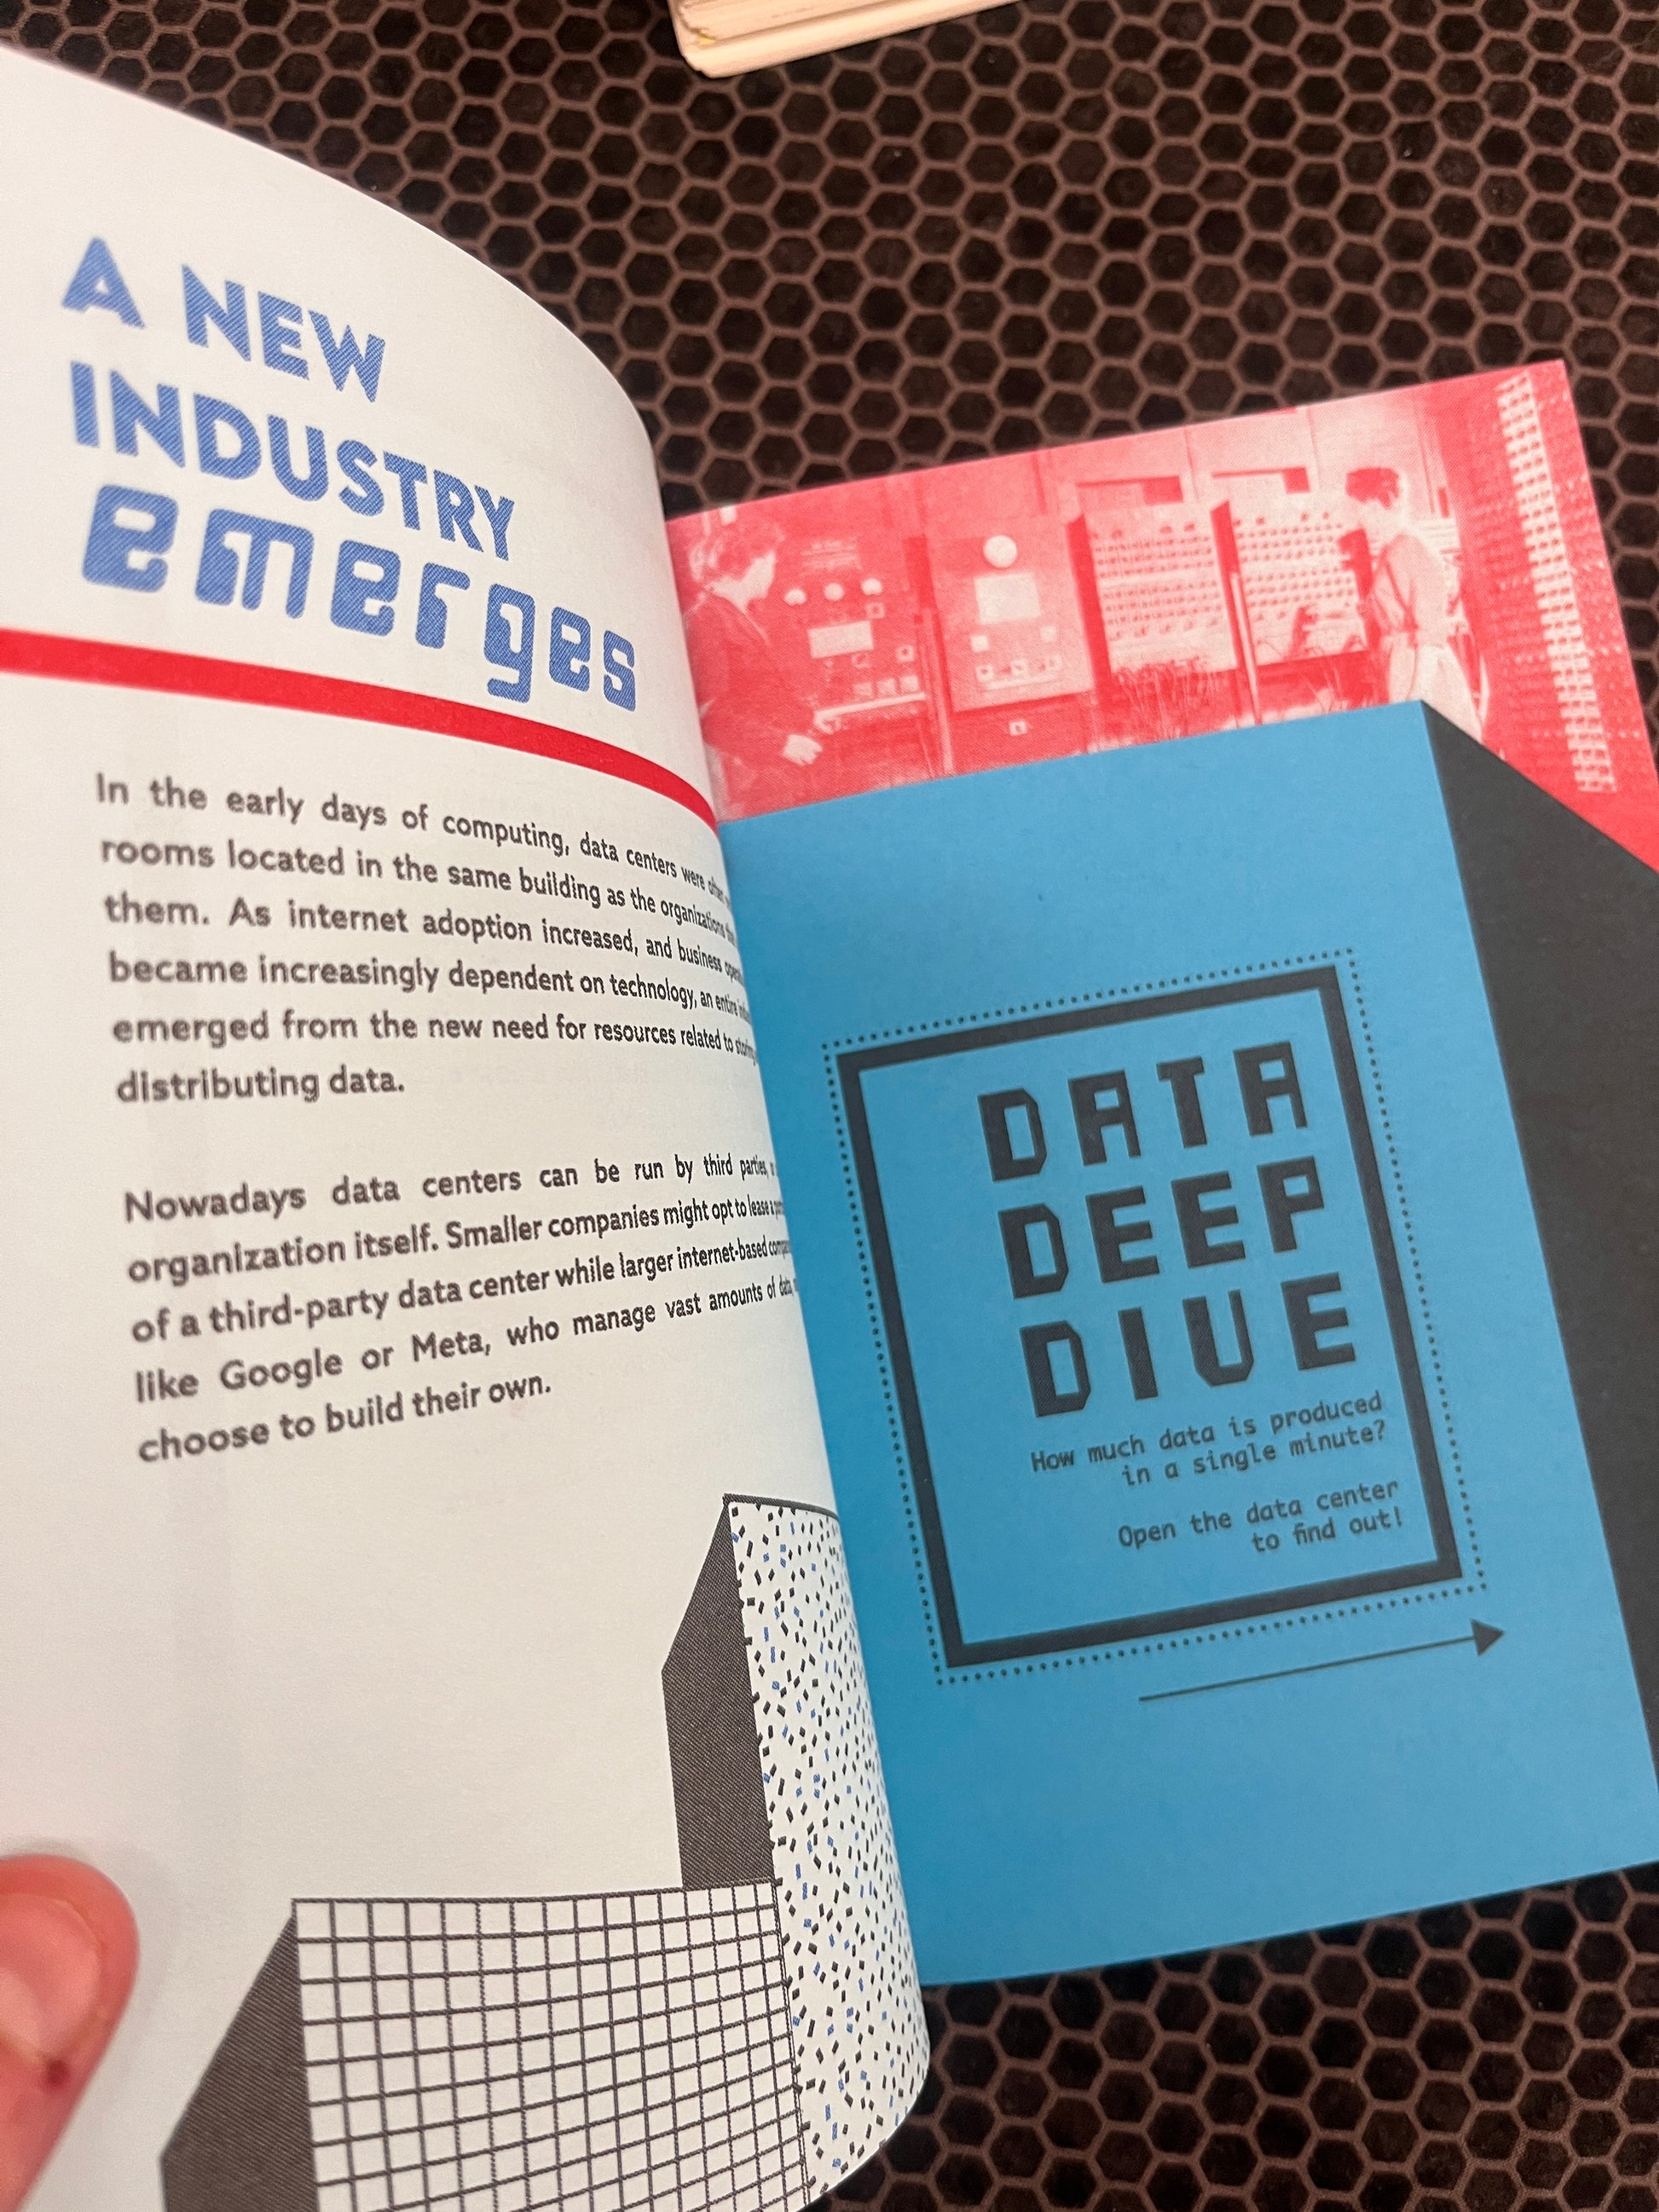 A NEW
INDUSTRY
emerges
In the early days of computing, data centers were often
rooms located in the same building as the organizations
them. As internet adoption increased, and business
became increasingly dependent on technology, an entire
emerged from the new need for resources related to
distributing data.
Nowadays data centers can be run by third parties,
organization itself. Smaller companies might opt to lease a
of a third-party data center while larger internet-based
like Google or Meta, who manage vast amounts of data,
choose to build their own.
DATA
DEEP
DIVE
How much data is produced
in a single minute?
Open the data center
to find out!